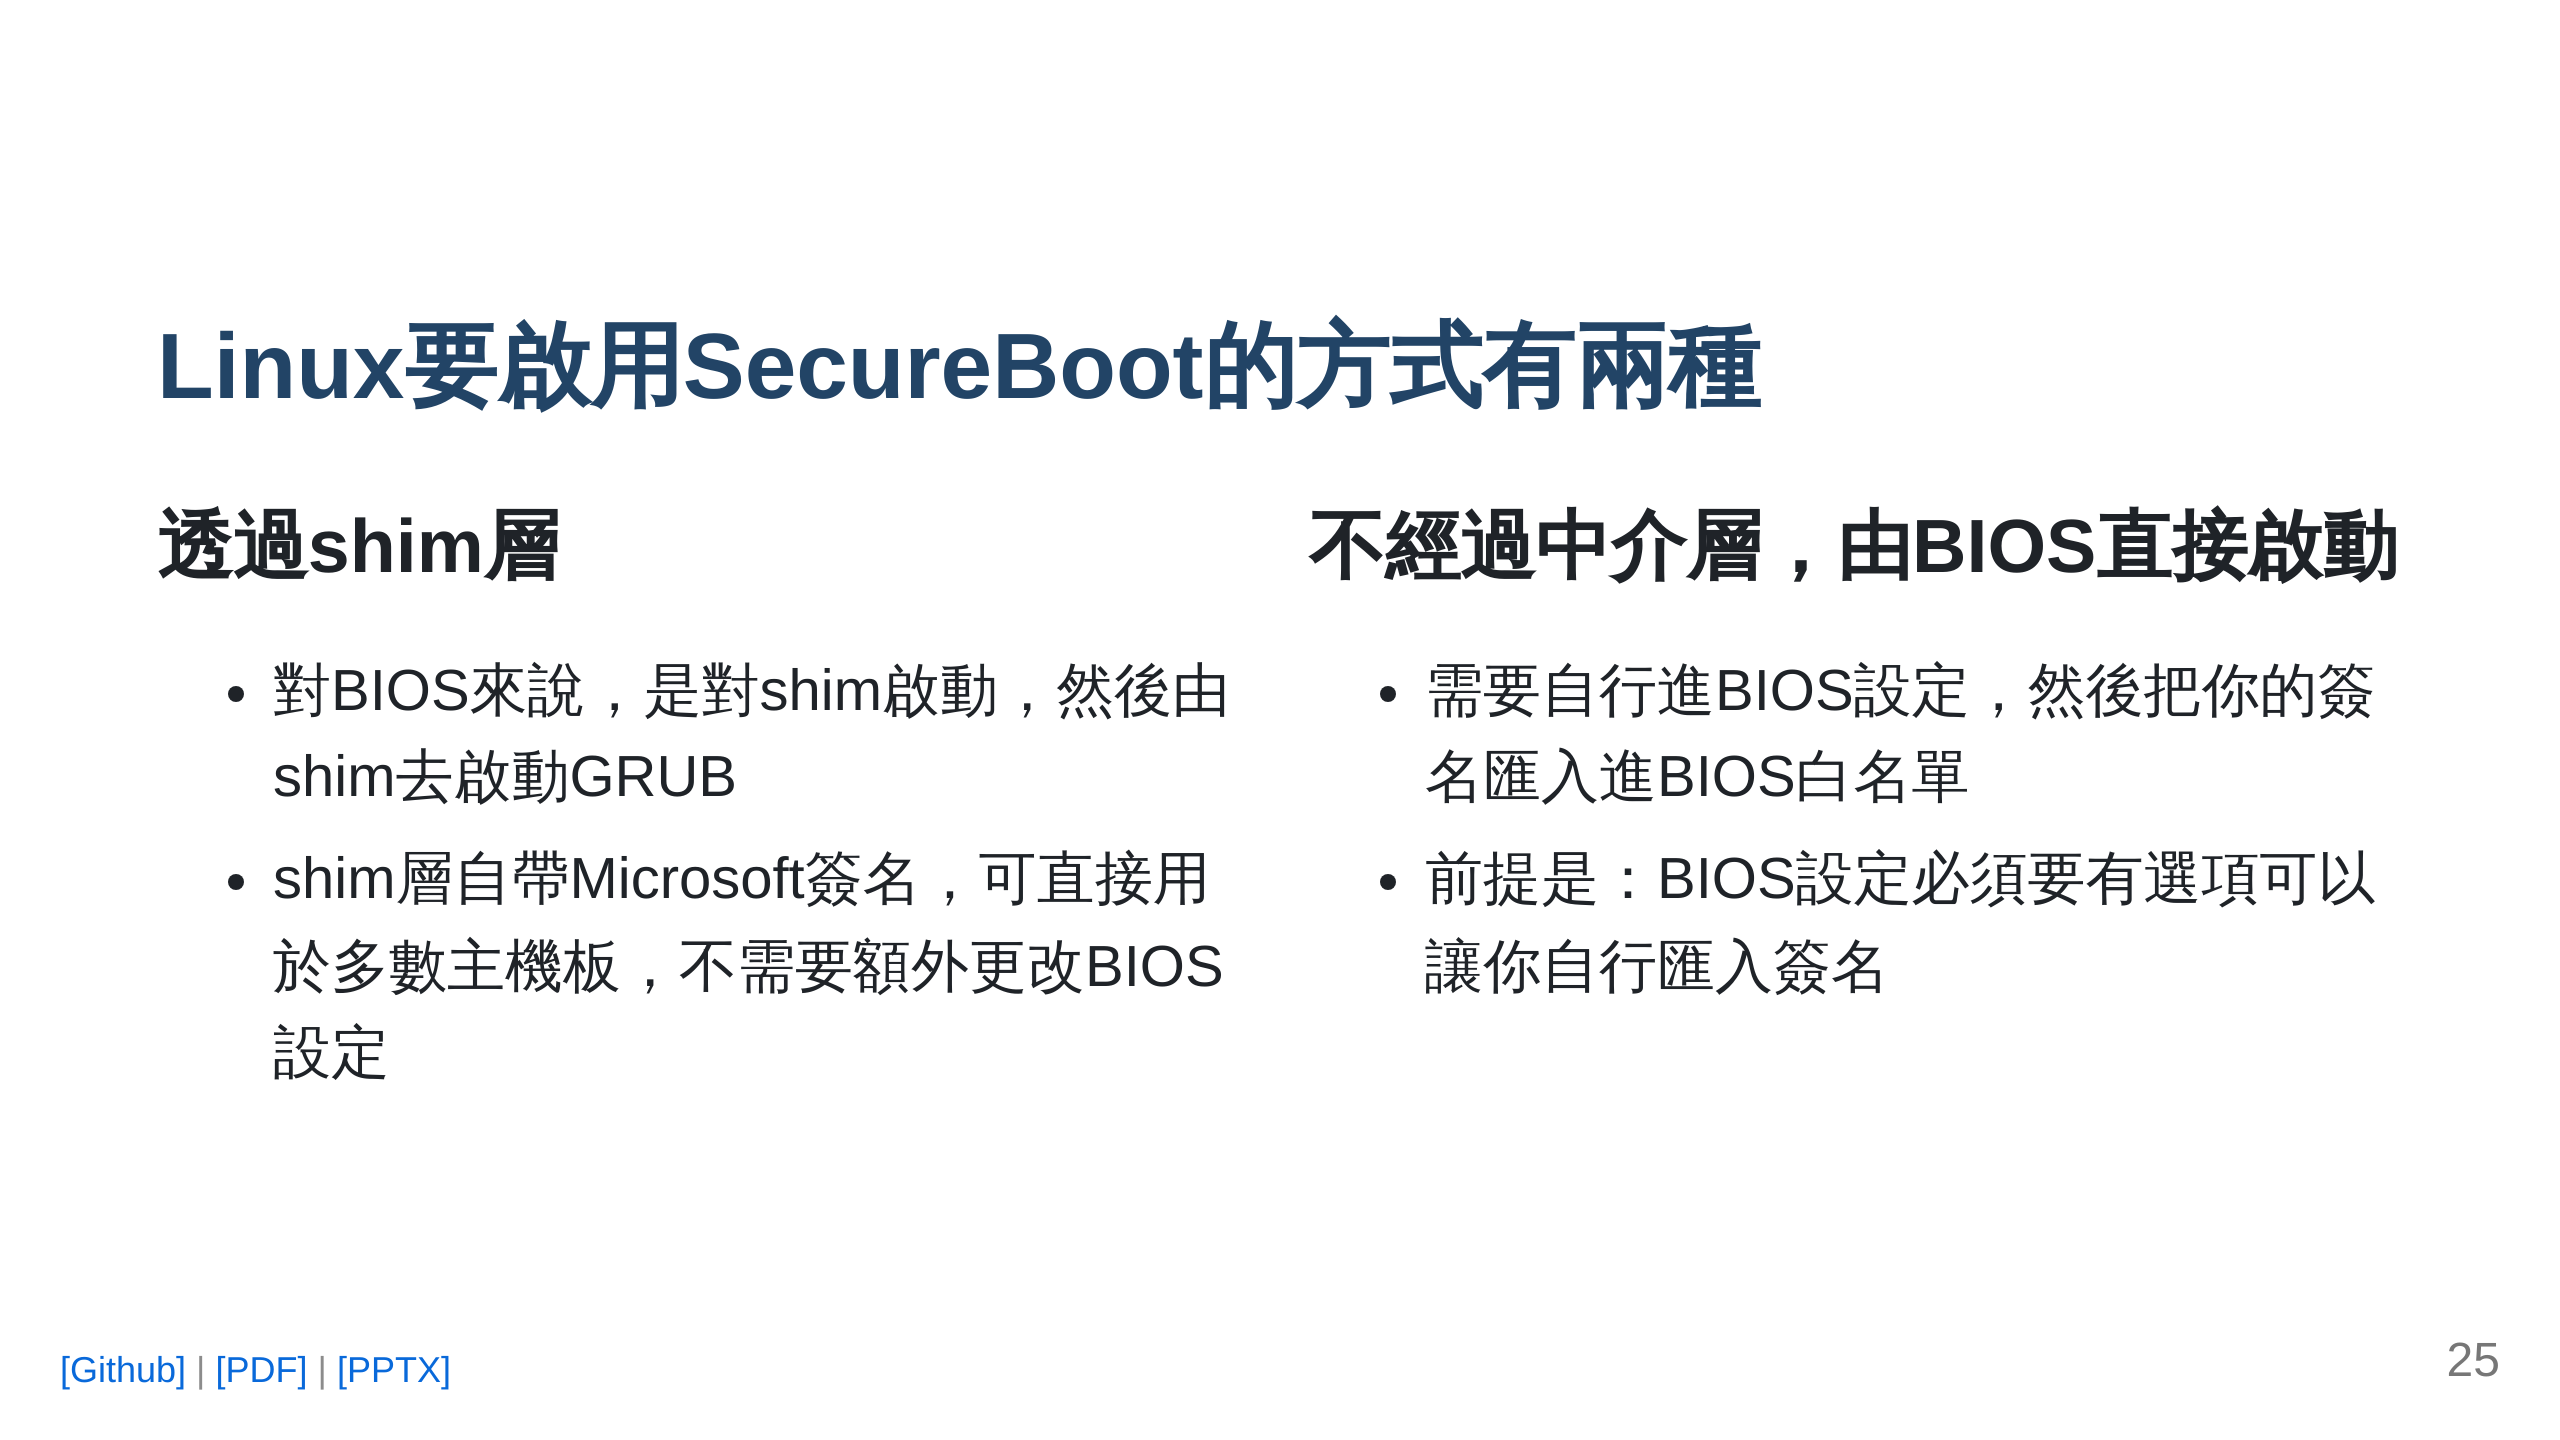 Linux要啟用SecureBoot的方式有兩種
透過shim層
• 對BIOS來說，是對shim啟動，然後由
shim去啟動GRUB
• shim層自帶Microsoft簽名，可直接用
於多數主機板，不需要額外更改BIOS
設定
不經過中介層，由BIOS直接啟動
• 需要自行進BIOS設定，然後把你的簽
名匯入進BIOS白名單
• 前提是：BIOS設定必須要有選項可以
讓你自行匯入簽名
[Github] | [PDF] | [PPTX]
25